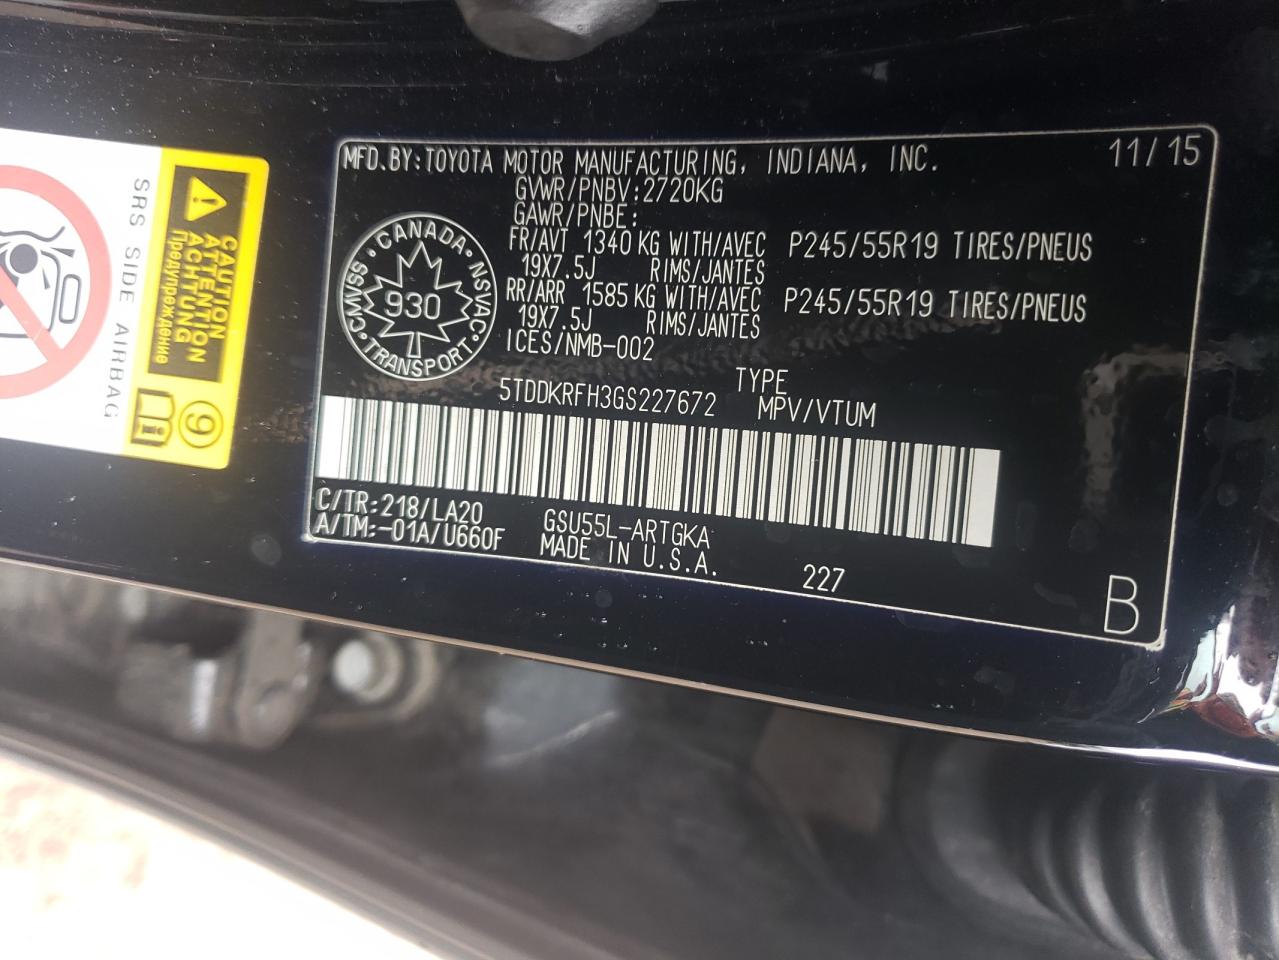 MFD.BY:TOYOTA MOTOR MANUFACTURING, INDIANA, INC. 11/15
GVWR/PNBV:2720KG
GAWR/PNBE:
FR/AVT 1340 KG WITH/AVEC P245/55R19 TIRES/PNEUS
19X7.5J RIMS/JANTES
RR/ARR 1585 KG WITH/AVEC P245/55R19 TIRES/PNEUS
19X7.5J RIMS/JANTES
ICES/NMB-002
CANADA
CMVSS NSVAC
930
TRANSPORT
5TDDKRFH3GS227672 TYPE
MPV/VTUM
C/TR:218/LA20 GSU55L-ARTGKA
A/TM:-01A/U660F MADE IN U.S.A.
227
B
CAUTION
ATTENTION
ACHTUNG
Предупреждение
9
SRS SIDE AIRBAG